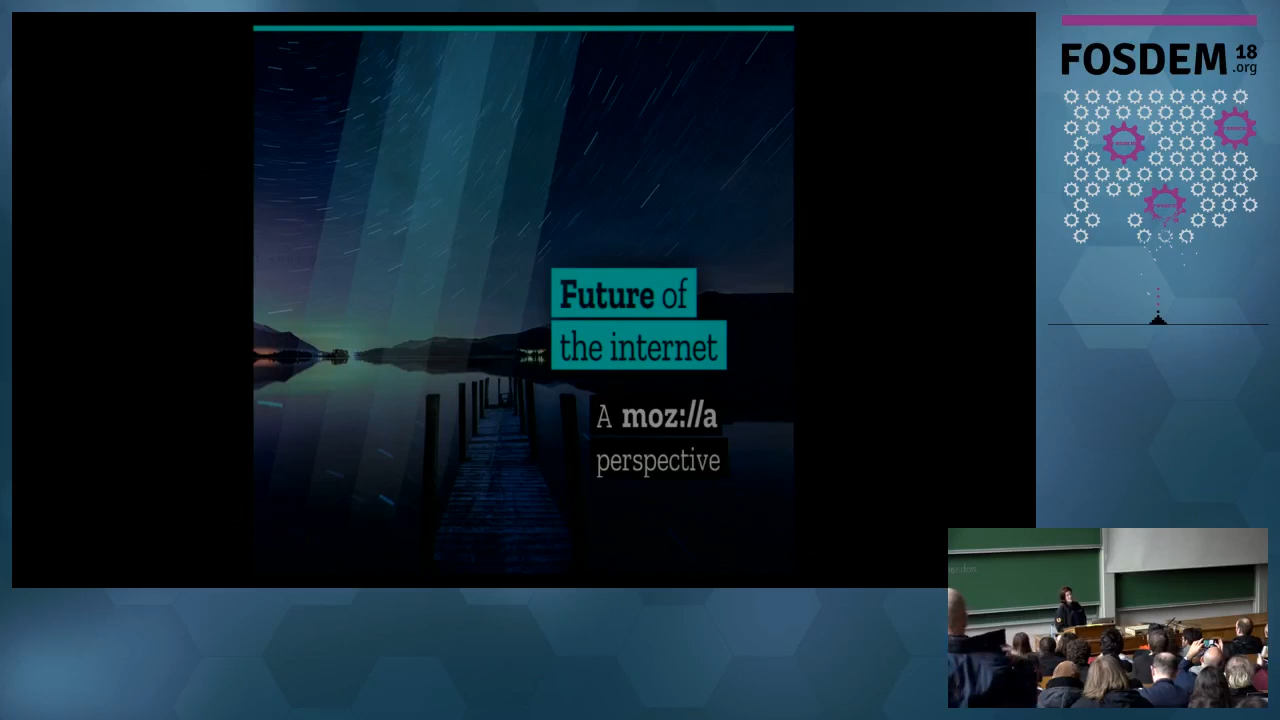 Future of
the internet
A moz://a
perspective
FOSDEM 18
.org